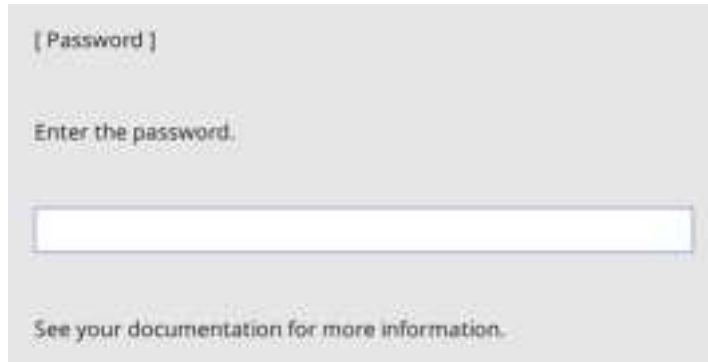 [ Password ]
Enter the password.
See your documentation for more information.